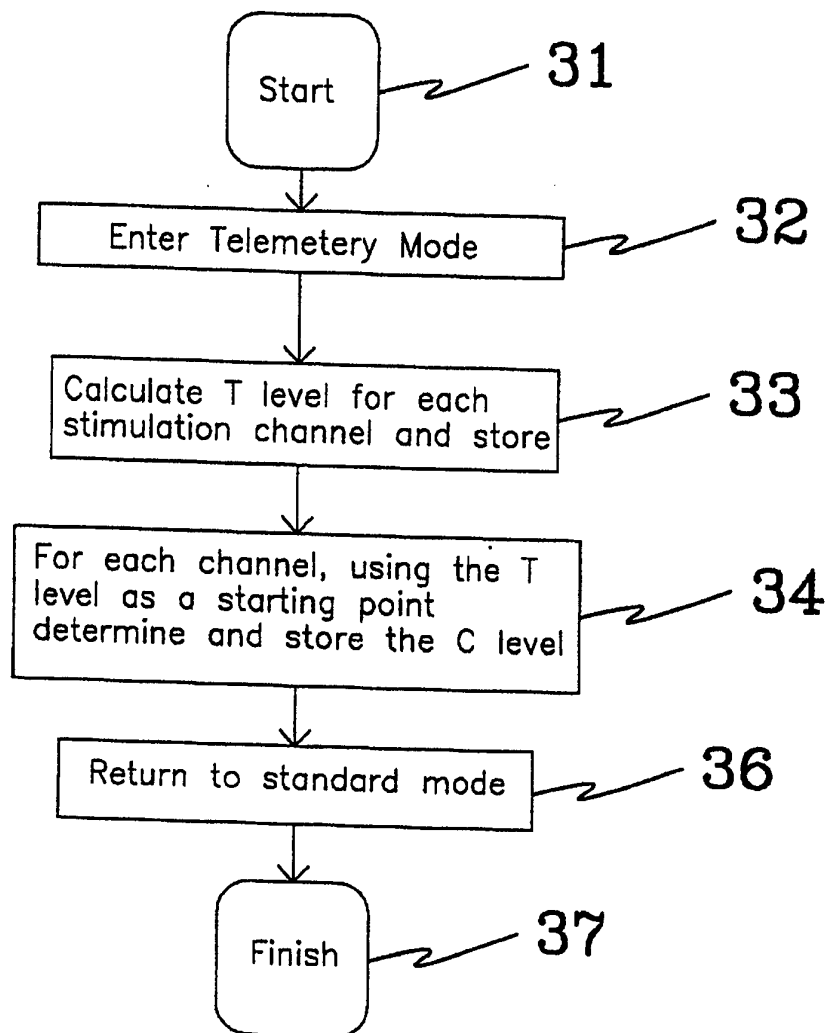 Start
31
Enter Telemetery Mode
32
Calculate T level for each
stimulation channel and store
33
For each channel, using the T
level as a starting point
determine and store the C level
34
Return to standard mode
36
Finish
37